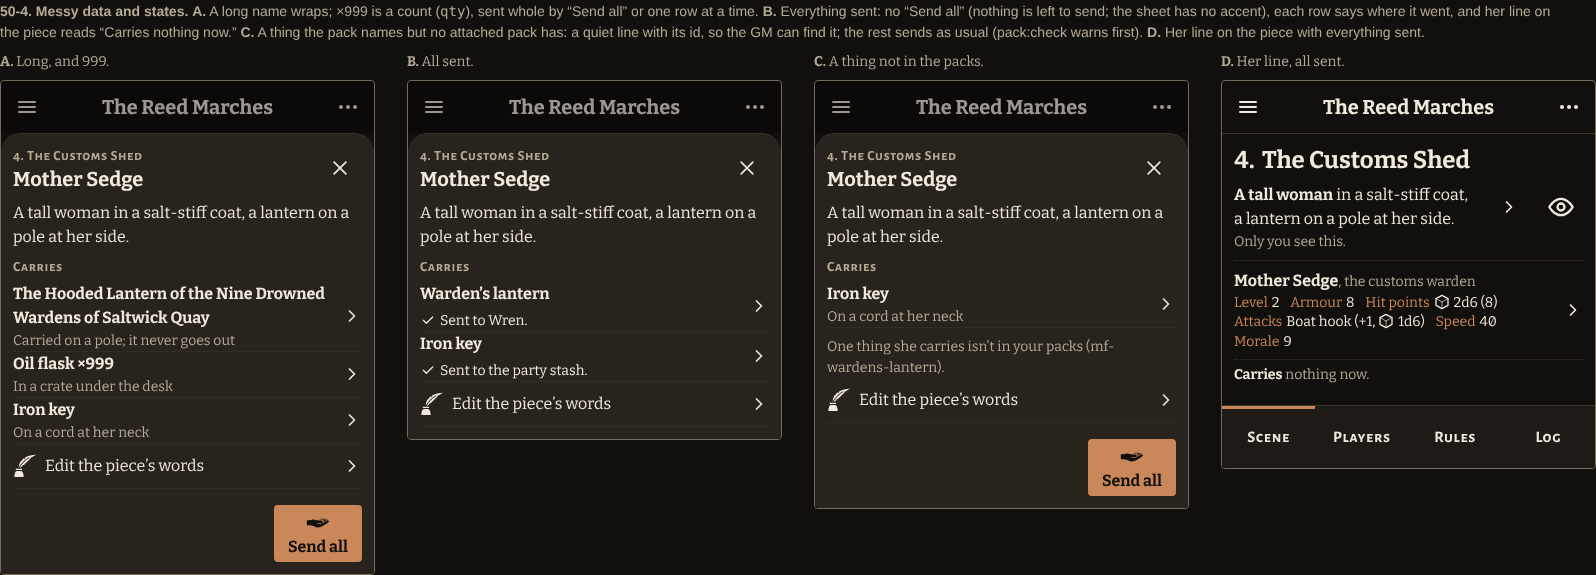 50-4. Messy data and states. A. A long name wraps; ×999 is a count (qty), sent whole by “Send all” or one row at a time. B. Everything sent: no “Send all” (nothing is left to send; the sheet has no accent), each row says where it went, and her line on
the piece reads “Carries nothing now.” C. A thing the pack names but no attached pack has: a quiet line with its id, so the GM can find it; the rest sends as usual (pack:check warns first). D. Her line on the piece with everything sent.
A. Long, and 999.
The Reed Marches
4. The Customs Shed
Mother Sedge
A tall woman in a salt-stiff coat, a lantern on a
pole at her side.
Carries
The Hooded Lantern of the Nine Drowned
Wardens of Saltwick Quay
Carried on a pole; it never goes out
Oil flask ×999
In a crate under the desk
Iron key
On a cord at her neck
Edit the piece’s words
Send all
B. All sent.
The Reed Marches
4. The Customs Shed
Mother Sedge
A tall woman in a salt-stiff coat, a lantern on a
pole at her side.
Carries
Warden’s lantern
Sent to Wren.
Iron key
Sent to the party stash.
Edit the piece’s words
C. A thing not in the packs.
The Reed Marches
4. The Customs Shed
Mother Sedge
A tall woman in a salt-stiff coat, a lantern on a
pole at her side.
Carries
Iron key
On a cord at her neck
One thing she carries isn’t in your packs (mf-
wardens-lantern).
Edit the piece’s words
Send all
D. Her line, all sent.
The Reed Marches
4. The Customs Shed
A tall woman in a salt-stiff coat,
a lantern on a pole at her side.
Only you see this.
Mother Sedge, the customs warden
Level 2 Armour 8 Hit points 2d6 (8)
Attacks Boat hook (+1, 1d6) Speed 40
Morale 9
Carries nothing now.
Scene Players Rules Log